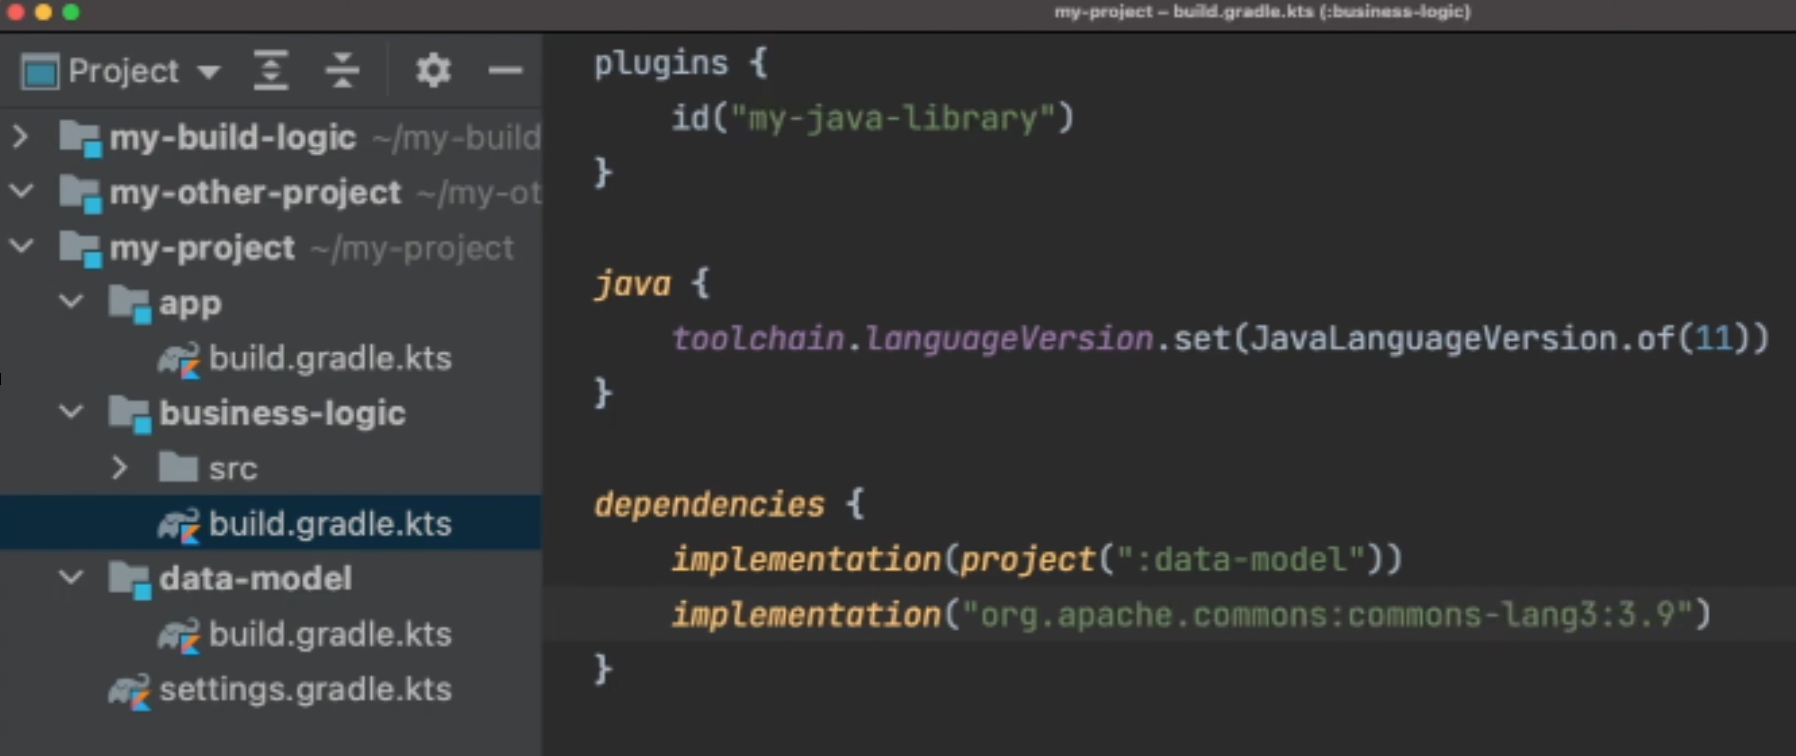 my-project – build.gradle.kts (:business-logic)
Project
my-build-logic ~/my-build
my-other-project ~/my-ot
my-project ~/my-project
app
build.gradle.kts
business-logic
src
build.gradle.kts
data-model
build.gradle.kts
settings.gradle.kts
plugins {
id("my-java-library")
}
java {
toolchain.languageVersion.set(JavaLanguageVersion.of(11))
}
dependencies {
implementation(project(":data-model"))
implementation("org.apache.commons:commons-lang3:3.9")
}